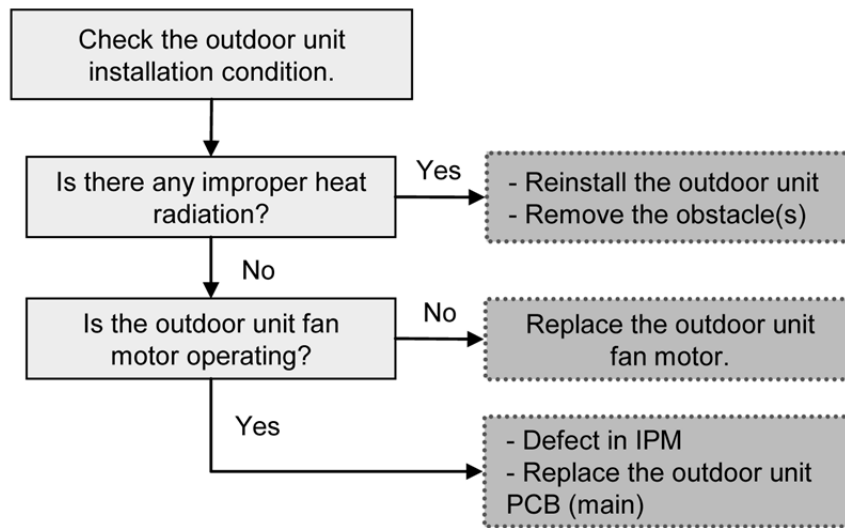 Check the outdoor unit
installation condition.
Is there any improper heat
radiation?
Yes
- Reinstall the outdoor unit
- Remove the obstacle(s)
No
Is the outdoor unit fan
motor operating?
No
Replace the outdoor unit
fan motor.
Yes
- Defect in IPM
- Replace the outdoor unit
PCB (main)